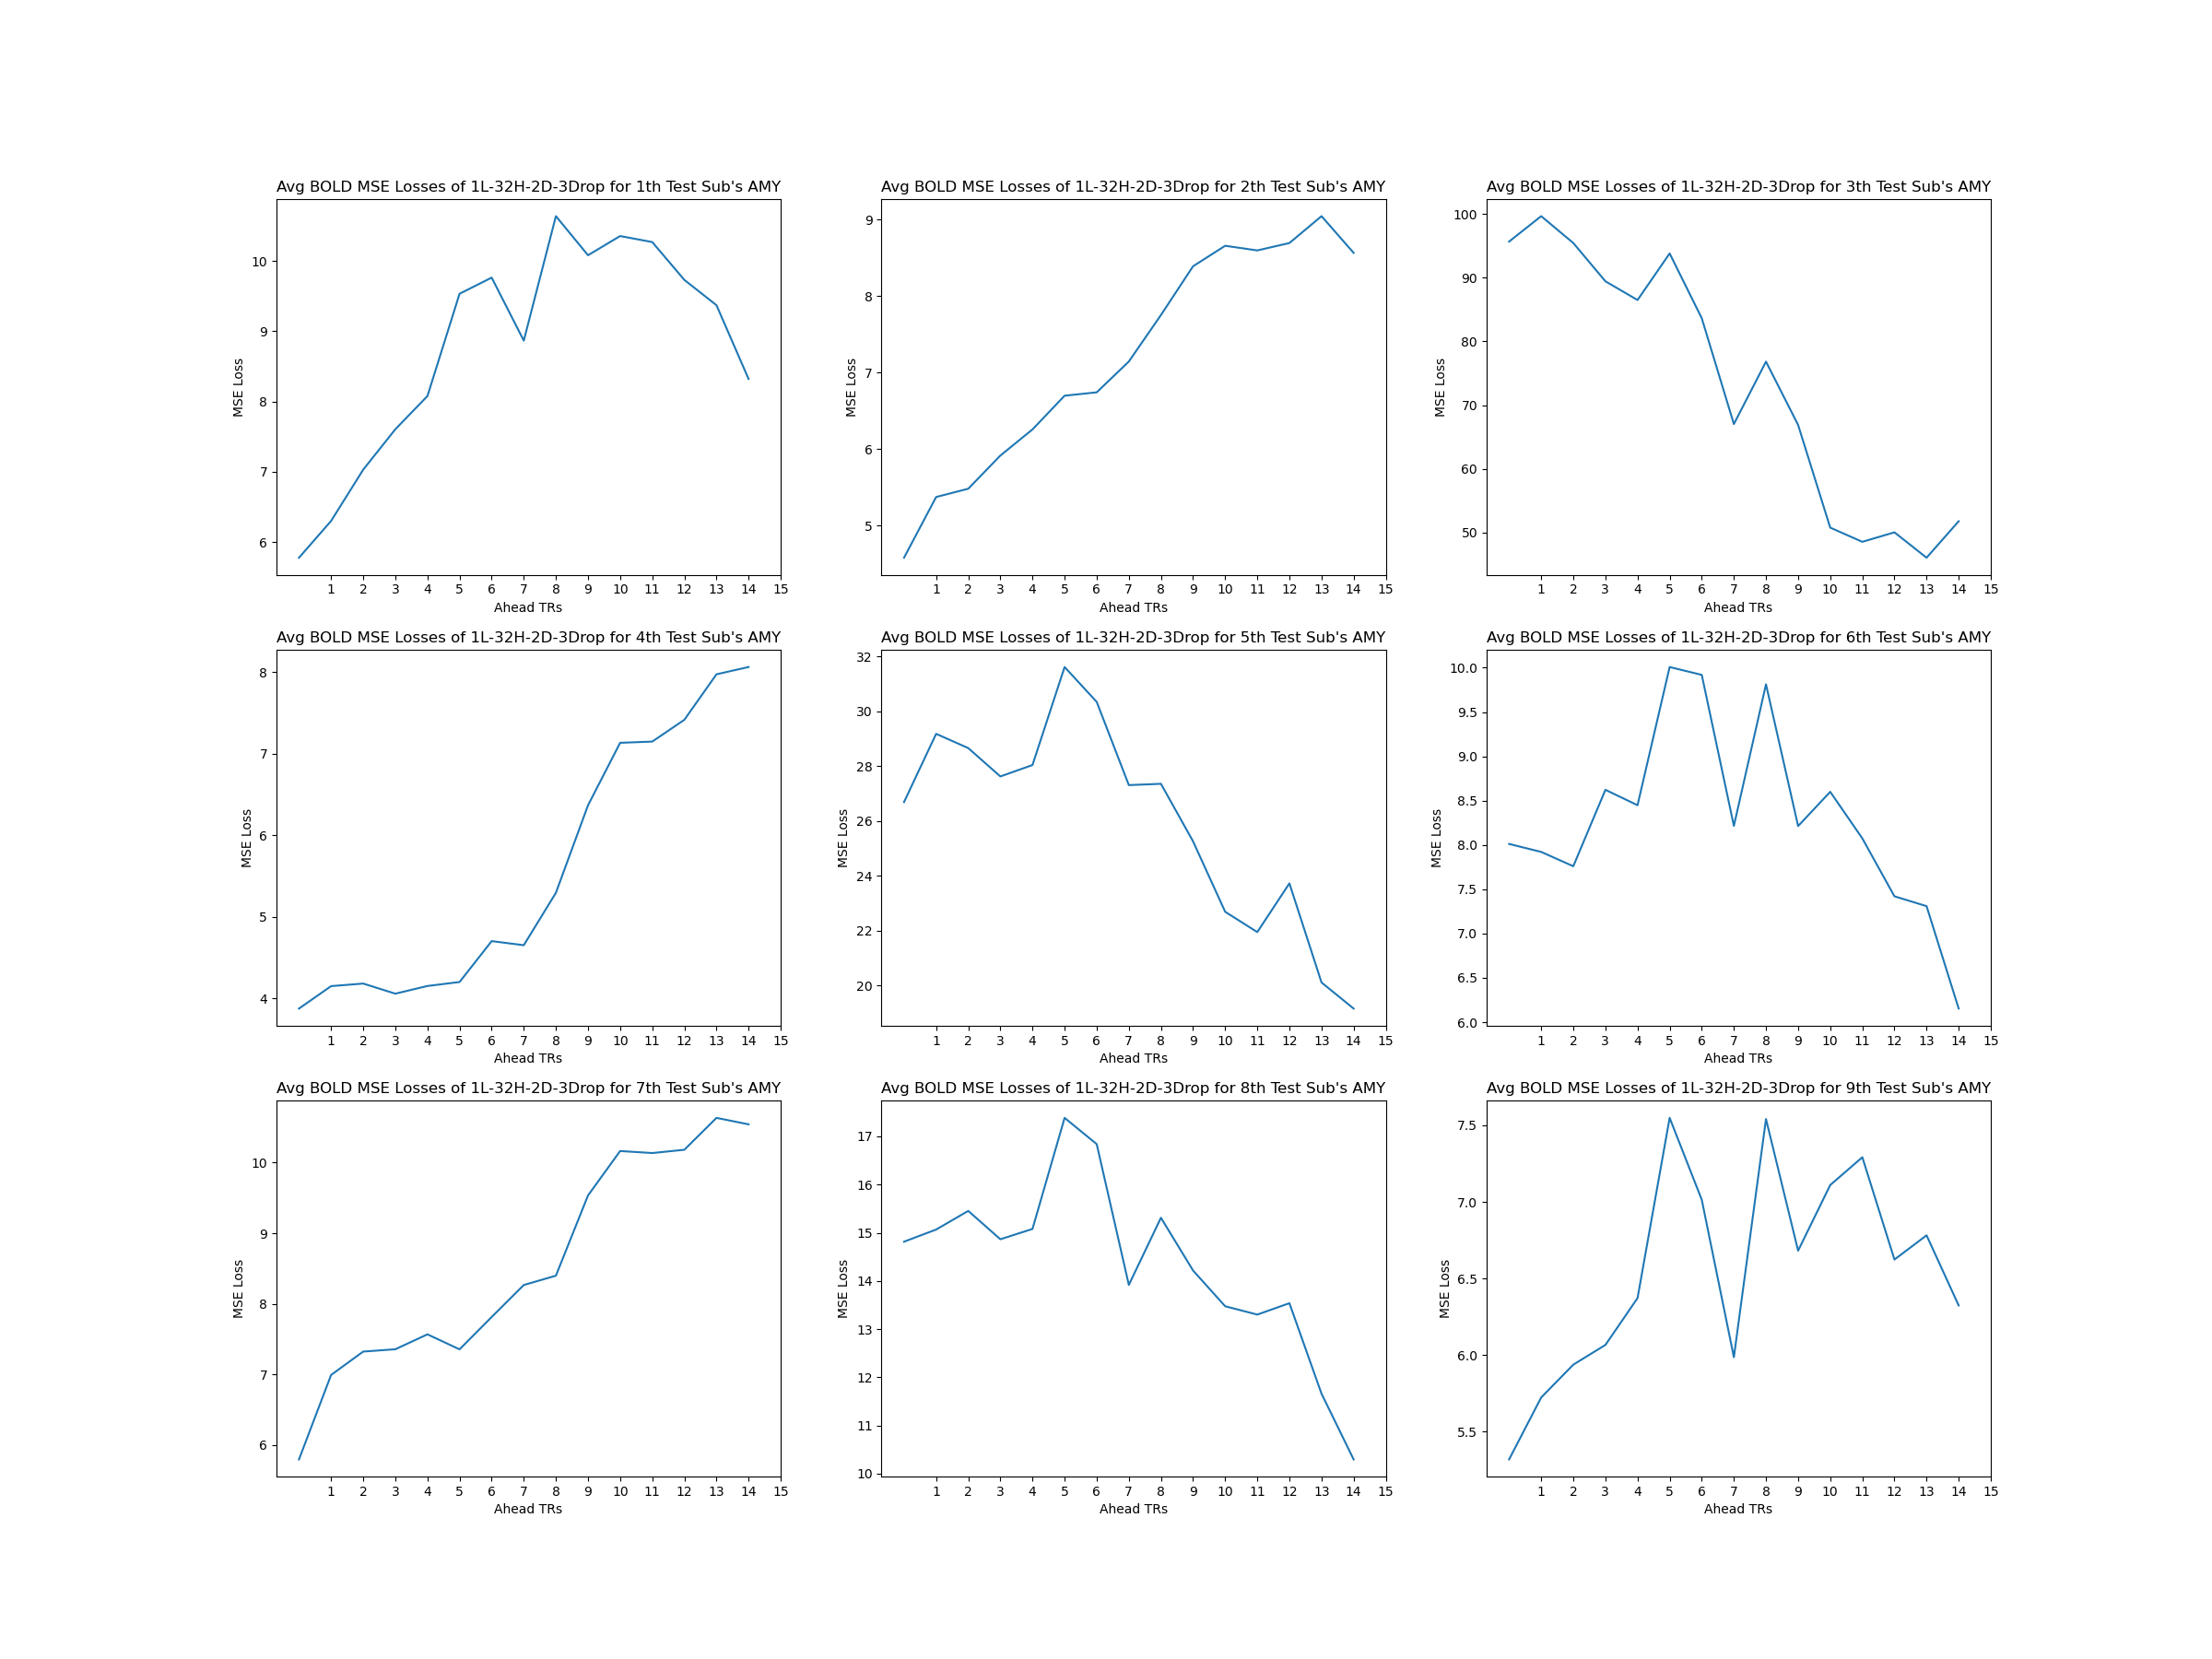 Avg BOLD MSE Losses of 1L-32H-2D-3Drop for 1th Test Sub's AMY
10
9
8
7
6
MSE Loss
1 2 3 4 5 6 7 8 9 10 11 12 13 14 15
Ahead TRs
Avg BOLD MSE Losses of 1L-32H-2D-3Drop for 2th Test Sub's AMY
9
8
7
6
5
MSE Loss
1 2 3 4 5 6 7 8 9 10 11 12 13 14 15
Ahead TRs
Avg BOLD MSE Losses of 1L-32H-2D-3Drop for 3th Test Sub's AMY
100
90
80
70
60
50
MSE Loss
1 2 3 4 5 6 7 8 9 10 11 12 13 14 15
Ahead TRs
Avg BOLD MSE Losses of 1L-32H-2D-3Drop for 4th Test Sub's AMY
8
7
6
5
4
MSE Loss
1 2 3 4 5 6 7 8 9 10 11 12 13 14 15
Ahead TRs
Avg BOLD MSE Losses of 1L-32H-2D-3Drop for 5th Test Sub's AMY
32
30
28
26
24
22
20
MSE Loss
1 2 3 4 5 6 7 8 9 10 11 12 13 14 15
Ahead TRs
Avg BOLD MSE Losses of 1L-32H-2D-3Drop for 6th Test Sub's AMY
10.0
9.5
9.0
8.5
8.0
7.5
7.0
6.5
6.0
MSE Loss
1 2 3 4 5 6 7 8 9 10 11 12 13 14 15
Ahead TRs
Avg BOLD MSE Losses of 1L-32H-2D-3Drop for 7th Test Sub's AMY
10
9
8
7
6
MSE Loss
1 2 3 4 5 6 7 8 9 10 11 12 13 14 15
Ahead TRs
Avg BOLD MSE Losses of 1L-32H-2D-3Drop for 8th Test Sub's AMY
17
16
15
14
13
12
11
10
MSE Loss
1 2 3 4 5 6 7 8 9 10 11 12 13 14 15
Ahead TRs
Avg BOLD MSE Losses of 1L-32H-2D-3Drop for 9th Test Sub's AMY
7.5
7.0
6.5
6.0
5.5
MSE Loss
1 2 3 4 5 6 7 8 9 10 11 12 13 14 15
Ahead TRs